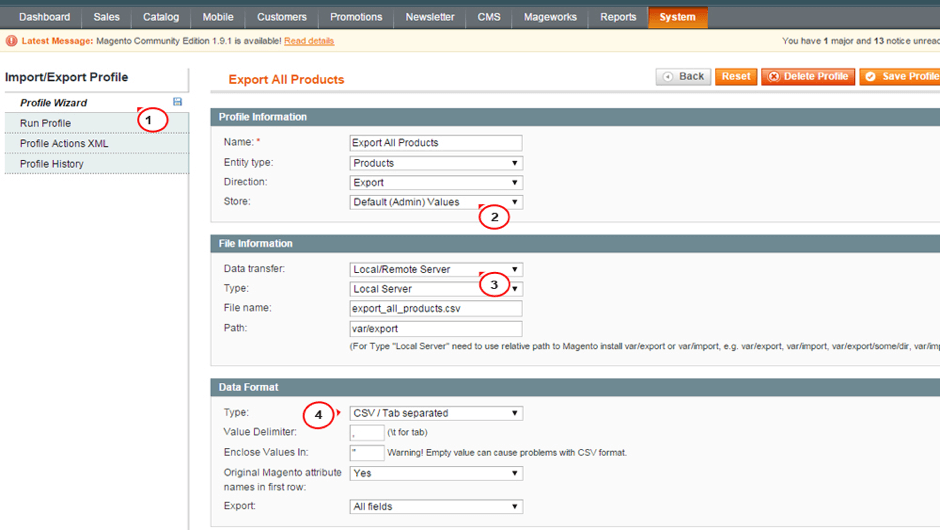 Dashboard Sales Catalog Mobile Customers Promotions Newsletter CMS Mageworks Reports System
Latest Message: Magento Community Edition 1.9.1 is available! Read details
You have 1 major and 13 notice unread
Import/Export Profile
Profile Wizard
1
Run Profile
Profile Actions XML
Profile History
Export All Products
Back Reset Delete Profile Save Profile
Profile Information
Name: * Export All Products
Entity type: Products
Direction: Export
Store: Default (Admin) Values
2
File Information
Data transfer: Local/Remote Server
3
Type: Local Server
File name: export_all_products.csv
Path: var/export
(For Type "Local Server" need to use relative path to Magento install var/export or var/import, e.g. var/export, var/import, var/export/some/dir, var/imp
Data Format
Type: 4 CSV / Tab separated
Value Delimiter: , (\t for tab)
Enclose Values In: " Warning! Empty value can cause problems with CSV format.
Original Magento attribute Yes
names in first row:
Export: All fields